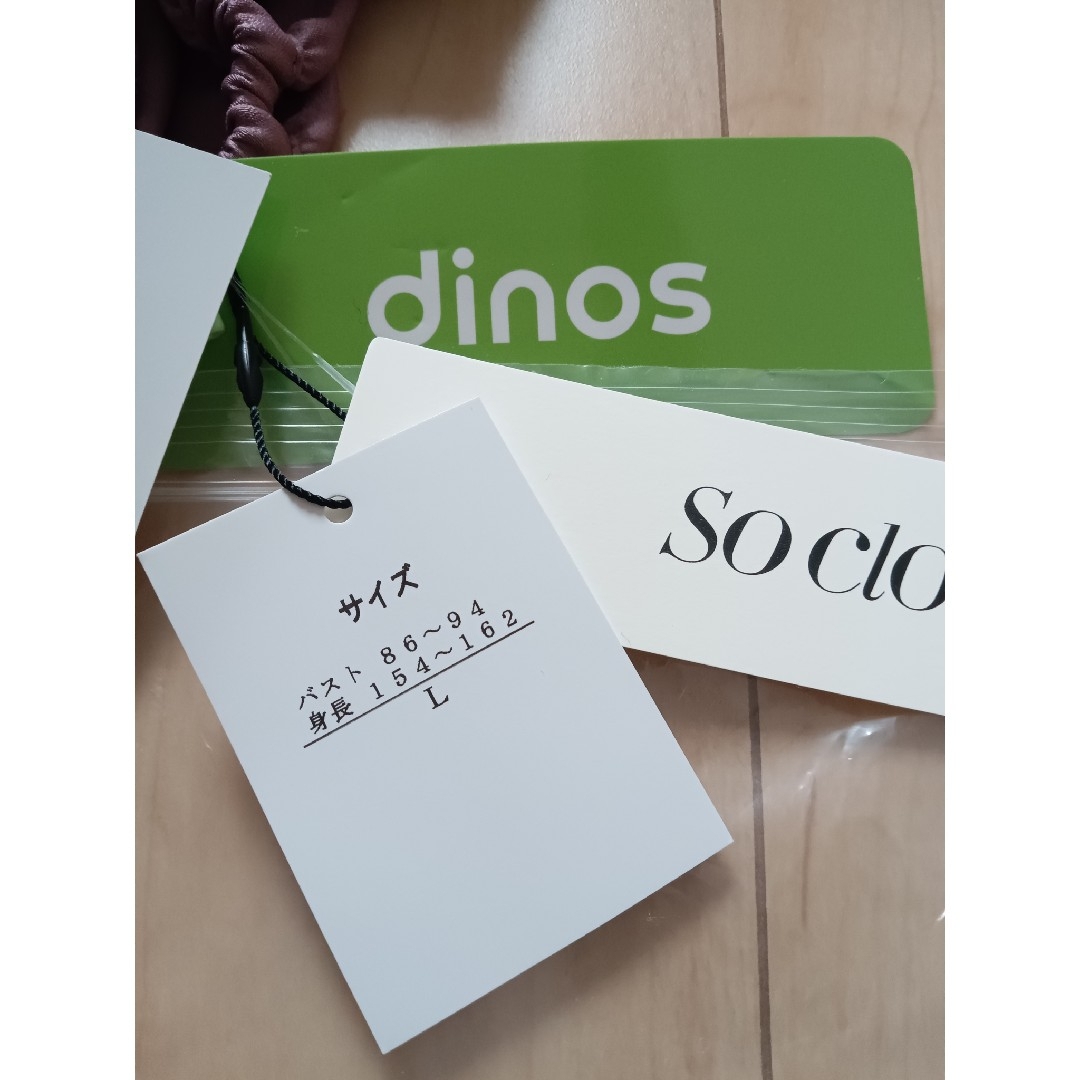 dinos
SO clo
サイズ
バスト 86～94
身長 154～162
L